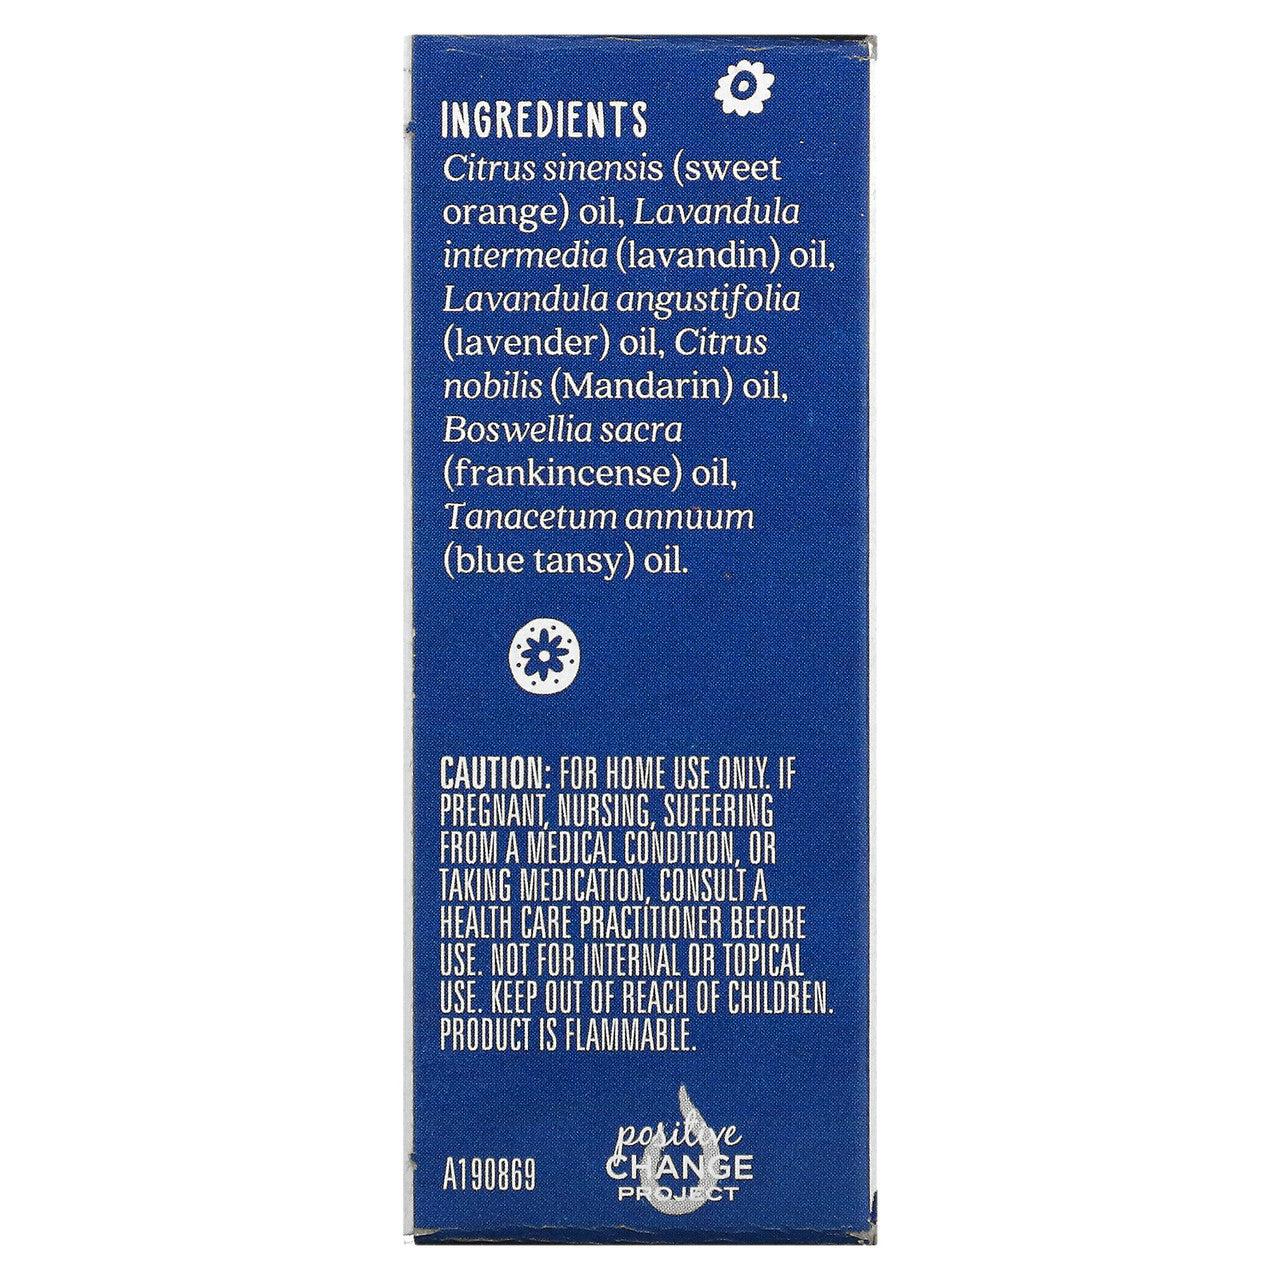 INGREDIENTS
Citrus sinensis (sweet
orange) oil, Lavandula
intermedia (lavandin) oil,
Lavandula angustifolia
(lavender) oil, Citrus
nobilis (Mandarin) oil,
Boswellia sacra
(frankincense) oil,
Tanacetum annuum
(blue tansy) oil.
CAUTION: FOR HOME USE ONLY. IF
PREGNANT, NURSING, SUFFERING
FROM A MEDICAL CONDITION, OR
TAKING MEDICATION, CONSULT A
HEALTH CARE PRACTITIONER BEFORE
USE. NOT FOR INTERNAL OR TOPICAL
USE. KEEP OUT OF REACH OF CHILDREN.
PRODUCT IS FLAMMABLE.
A190869
positive
CHANGE
PROJECT